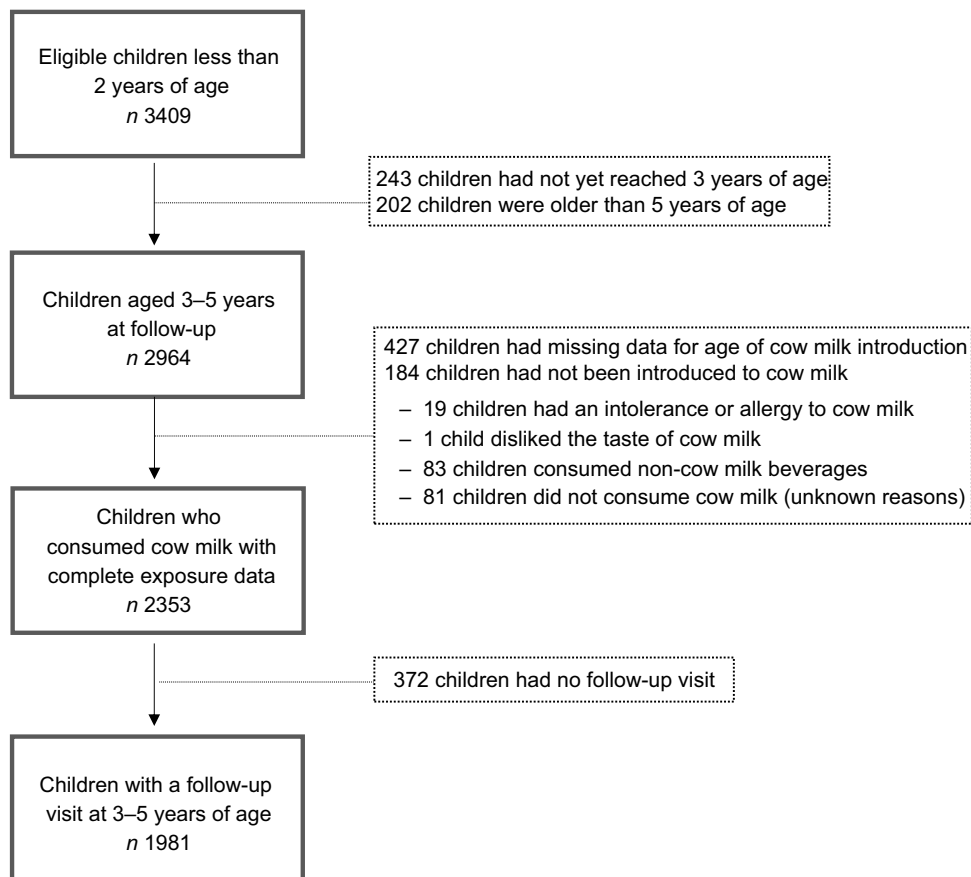 Eligible children less than
2 years of age
n 3409
243 children had not yet reached 3 years of age
202 children were older than 5 years of age
Children aged 3–5 years
at follow-up
n 2964
427 children had missing data for age of cow milk introduction
184 children had not been introduced to cow milk
– 19 children had an intolerance or allergy to cow milk
– 1 child disliked the taste of cow milk
– 83 children consumed non-cow milk beverages
– 81 children did not consume cow milk (unknown reasons)
Children who
consumed cow milk with
complete exposure data
n 2353
372 children had no follow-up visit
Children with a follow-up
visit at 3–5 years of age
n 1981